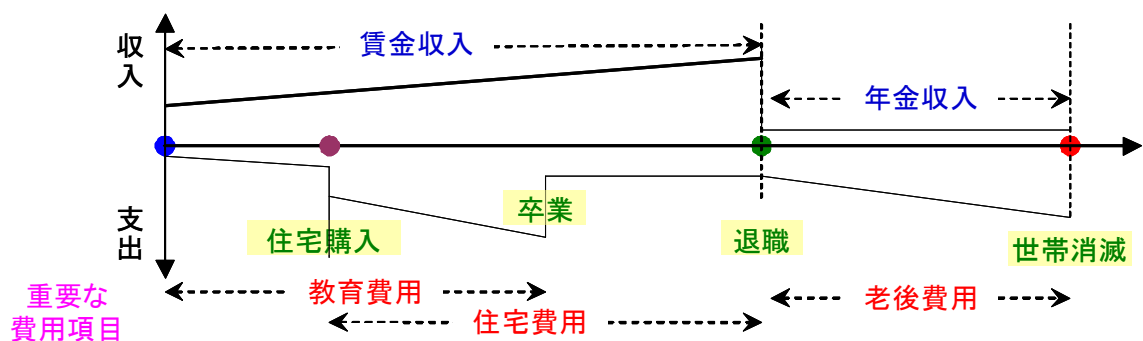 収入
賃金収入
年金収入
支出
住宅購入
卒業
退職
世帯消滅
重要な
費用項目
教育費用
住宅費用
老後費用